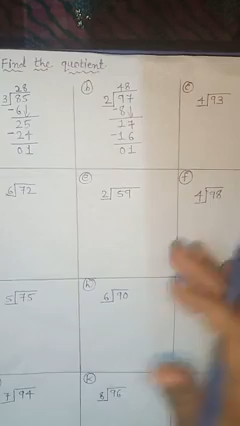 Find the quotient
28
3 85
-6↓
25
-24
01
(b)
48
2 97
-8↓
17
-16
01
(c)
4 93
6 72
(e)
2 59
(f)
4 98
5 75
(h)
6 90
7 94
(k)
8 96